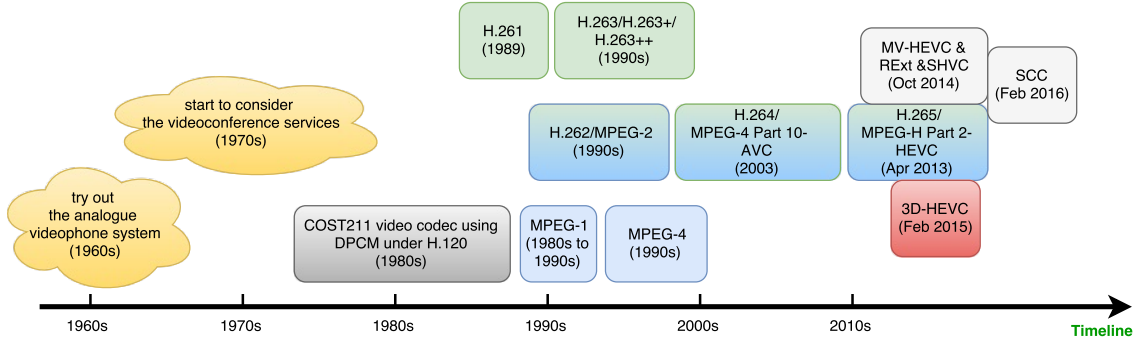 H.261
(1989)
H.263/H.263+/
H.263++
(1990s)
MV-HEVC &
RExt &SHVC
(Oct 2014)
SCC
(Feb 2016)
start to consider
the videoconference services
(1970s)
H.262/MPEG-2
(1990s)
H.264/
MPEG-4 Part 10-
AVC
(2003)
H.265/
MPEG-H Part 2-
HEVC
(Apr 2013)
try out
the analogue
videophone system
(1960s)
COST211 video codec using
DPCM under H.120
(1980s)
MPEG-1
(1980s to
1990s)
MPEG-4
(1990s)
3D-HEVC
(Feb 2015)
1960s
1970s
1980s
1990s
2000s
2010s
Timeline